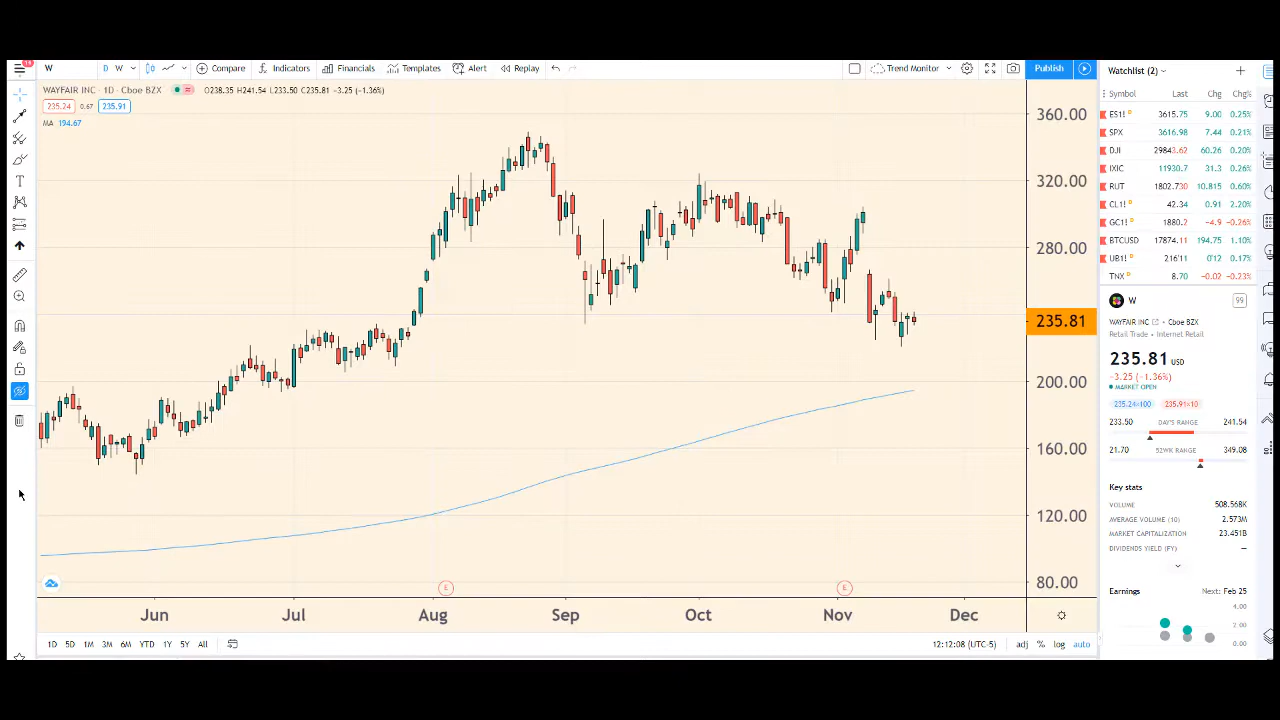 W D W Compare Indicators Financials Templates Alert Replay Trend Monitor Publish
WAYFAIR INC · 1D · Cboe BZX O238.35 H241.54 L233.50 C235.81 −3.25 (−1.36%)
235.24 0.67 235.91
MA 194.67
360.00
320.00
280.00
235.81
200.00
160.00
120.00
80.00
E E
Jun Jul Aug Sep Oct Nov Dec
1D 5D 1M 3M 6M YTD 1Y 5Y All 12:12:08 (UTC-5) adj % log auto
Watchlist (2)
Symbol Last Chg Chg%
ES1! D 3615.75 9.00 0.25%
SPX 3616.98 7.44 0.21%
DJI 29843.62 60.26 0.20%
IXIC 11930.7 31.3 0.26%
RUT 1802.730 10.815 0.60%
CL1! D 42.34 0.91 2.20%
GC1! D 1880.2 −4.9 −0.26%
BTCUSD 17874.11 194.75 1.10%
UB1! D 216'11 0'12 0.17%
TNX D 8.70 −0.02 −0.23%
W 99
WAYFAIR INC · Cboe BZX
Retail Trade · Internet Retail
235.81 USD
−3.25 (−1.36%)
MARKET OPEN
235.24×100 235.91×10
233.50 DAY'S RANGE 241.54
21.70 52WK RANGE 349.08
Key stats
VOLUME 508.568K
AVERAGE VOLUME (10) 2.573M
MARKET CAPITALIZATION 23.451B
DIVIDENDS YIELD (FY) —
Earnings Next: Feb 25
4.00
2.00
0.00